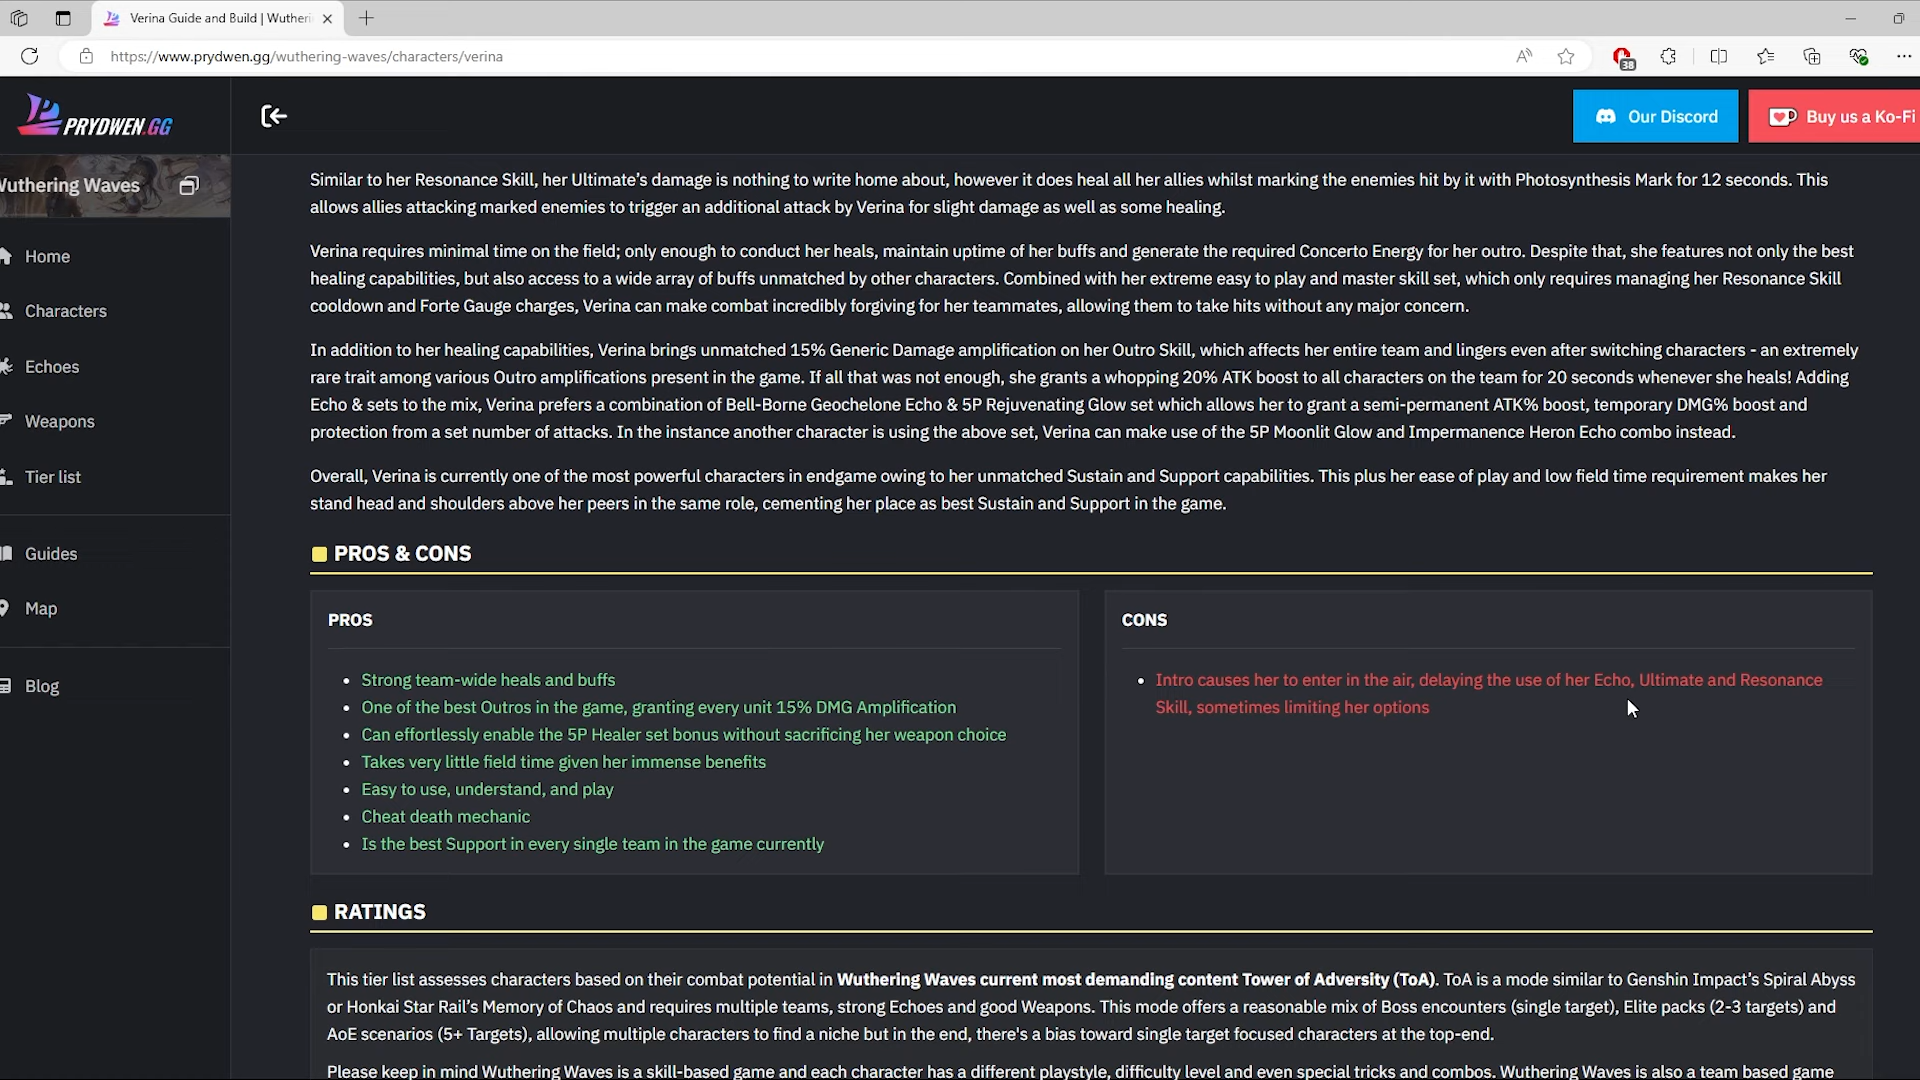 Verina Guide and Build | Wutheri
https://www.prydwen.gg/wuthering-waves/characters/verina
38
PRYDWEN.GG
Our Discord
Buy us a Ko-Fi
Wuthering Waves
Home
Characters
Echoes
Weapons
Tier list
Guides
Map
Blog
Similar to her Resonance Skill, her Ultimate's damage is nothing to write home about, however it does heal all her allies whilst marking the enemies hit by it with Photosynthesis Mark for 12 seconds. This
allows allies attacking marked enemies to trigger an additional attack by Verina for slight damage as well as some healing.
Verina requires minimal time on the field; only enough to conduct her heals, maintain uptime of her buffs and generate the required Concerto Energy for her outro. Despite that, she features not only the best
healing capabilities, but also access to a wide array of buffs unmatched by other characters. Combined with her extreme easy to play and master skill set, which only requires managing her Resonance Skill
cooldown and Forte Gauge charges, Verina can make combat incredibly forgiving for her teammates, allowing them to take hits without any major concern.
In addition to her healing capabilities, Verina brings unmatched 15% Generic Damage amplification on her Outro Skill, which affects her entire team and lingers even after switching characters - an extremely
rare trait among various Outro amplifications present in the game. If all that was not enough, she grants a whopping 20% ATK boost to all characters on the team for 20 seconds whenever she heals! Adding
Echo & sets to the mix, Verina prefers a combination of Bell-Borne Geochelone Echo & 5P Rejuvenating Glow set which allows her to grant a semi-permanent ATK% boost, temporary DMG% boost and
protection from a set number of attacks. In the instance another character is using the above set, Verina can make use of the 5P Moonlit Glow and Impermanence Heron Echo combo instead.
Overall, Verina is currently one of the most powerful characters in endgame owing to her unmatched Sustain and Support capabilities. This plus her ease of play and low field time requirement makes her
stand head and shoulders above her peers in the same role, cementing her place as best Sustain and Support in the game.
PROS & CONS
PROS
Strong team-wide heals and buffs
One of the best Outros in the game, granting every unit 15% DMG Amplification
Can effortlessly enable the 5P Healer set bonus without sacrificing her weapon choice
Takes very little field time given her immense benefits
Easy to use, understand, and play
Cheat death mechanic
Is the best Support in every single team in the game currently
CONS
Intro causes her to enter in the air, delaying the use of her Echo, Ultimate and Resonance
Skill, sometimes limiting her options
RATINGS
This tier list assesses characters based on their combat potential in Wuthering Waves current most demanding content Tower of Adversity (ToA). ToA is a mode similar to Genshin Impact's Spiral Abyss
or Honkai Star Rail's Memory of Chaos and requires multiple teams, strong Echoes and good Weapons. This mode offers a reasonable mix of Boss encounters (single target), Elite packs (2-3 targets) and
AoE scenarios (5+ Targets), allowing multiple characters to find a niche but in the end, there's a bias toward single target focused characters at the top-end.
Please keep in mind Wuthering Waves is a skill-based game and each character has a different playstyle, difficulty level and even special tricks and combos. Wuthering Waves is also a team based game